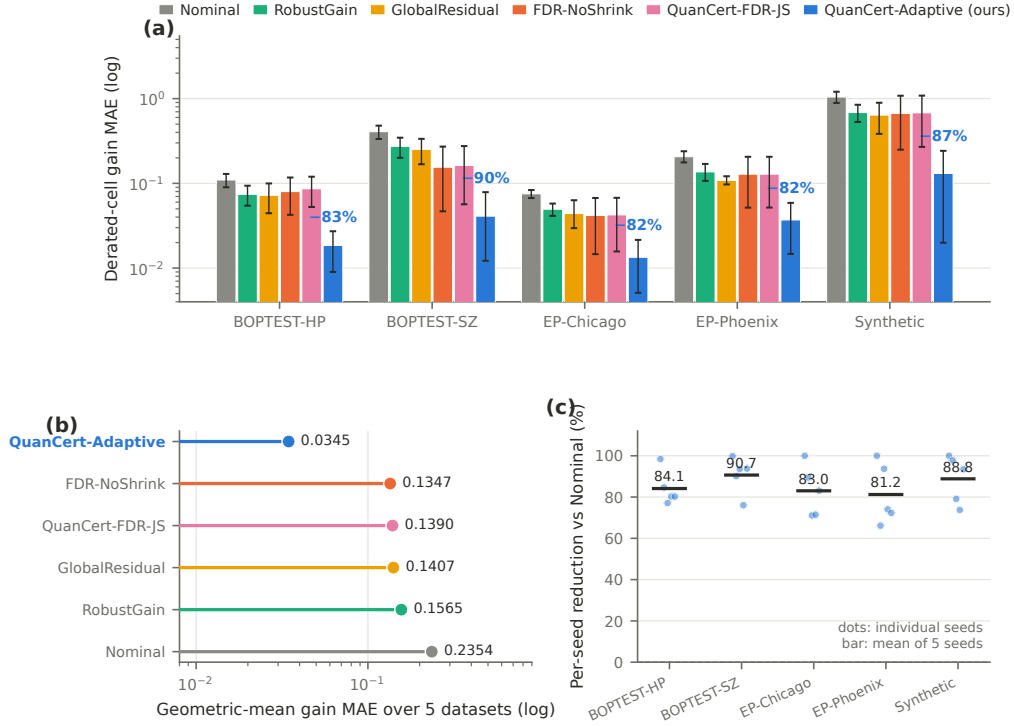 Nominal RobustGain GlobalResidual FDR-NoShrink QuanCert-FDR-JS QuanCert-Adaptive (ours)
(a)
Derated-cell gain MAE (log)
10⁰
10⁻¹
10⁻²
−83%
−90%
−82%
−82%
−87%
BOPTEST-HP BOPTEST-SZ EP-Chicago EP-Phoenix Synthetic
(b)
QuanCert-Adaptive 0.0345
FDR-NoShrink 0.1347
QuanCert-FDR-JS 0.1390
GlobalResidual 0.1407
RobustGain 0.1565
Nominal 0.2354
10⁻² 10⁻¹
Geometric-mean gain MAE over 5 datasets (log)
(c)
Per-seed reduction vs Nominal (%)
100
80
60
40
20
0
84.1 90.7 83.0 81.2 88.8
dots: individual seeds
bar: mean of 5 seeds
BOPTEST-HP BOPTEST-SZ EP-Chicago EP-Phoenix Synthetic